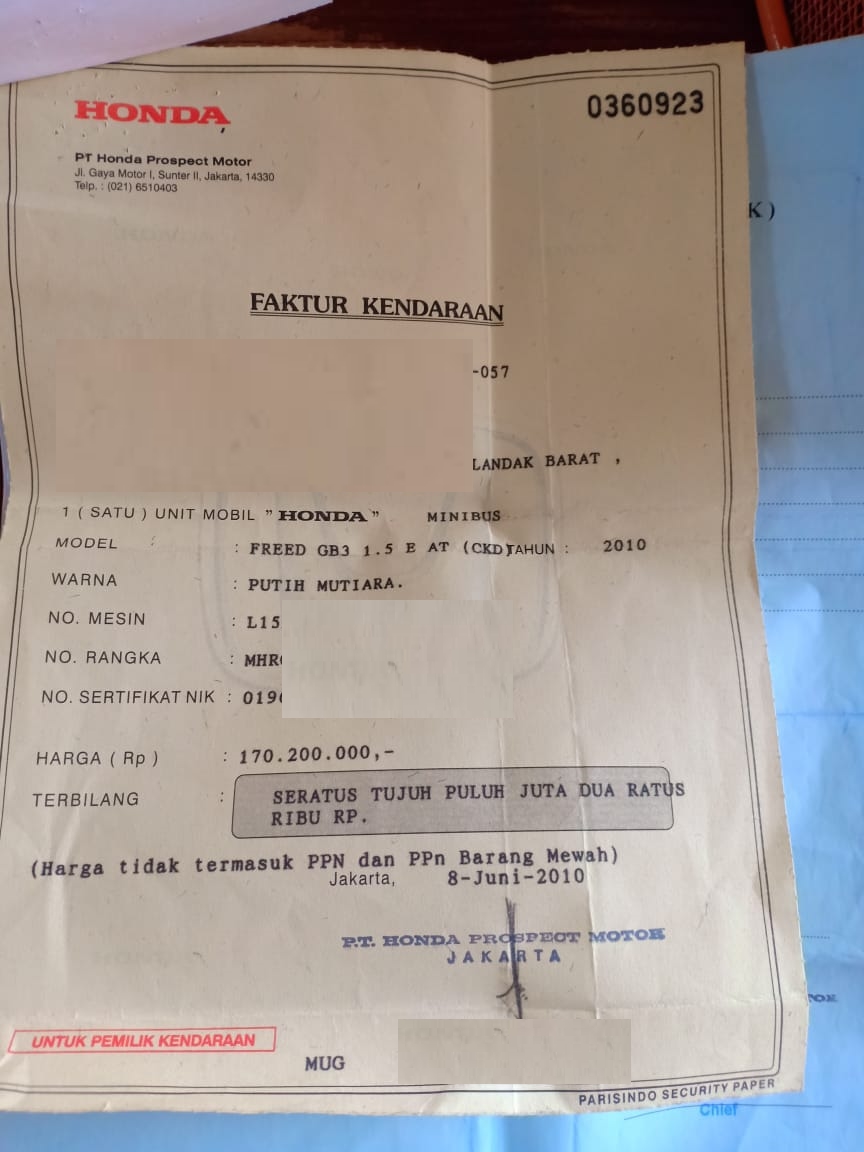 HONDA
0360923
PT Honda Prospect Motor
Jl. Gaya Motor I, Sunter II, Jakarta, 14330
Telp. : (021) 6510403
K )
FAKTUR KENDARAAN
-057
LANDAK BARAT ,
1 ( SATU ) UNIT MOBIL " HONDA " MINIBUS
MODEL : : FREED GB3 1.5 E AT (CKD) TAHUN : 2010
WARNA : PUTIH MUTIARA.
NO. MESIN : L15
NO. RANGKA : MHR
NO. SERTIFIKAT NIK : 019
HARGA ( Rp ) : 170.200.000,-
TERBILANG : SERATUS TUJUH PULUH JUTA DUA RATUS
RIBU RP.
(Harga tidak termasuk PPN dan PPn Barang Mewah)
Jakarta, 8-Juni-2010
P.T. HONDA PROSPECT MOTOR
JAKARTA
UNTUK PEMILIK KENDARAAN
MUG
PARISINDO SECURITY PAPER
Chief